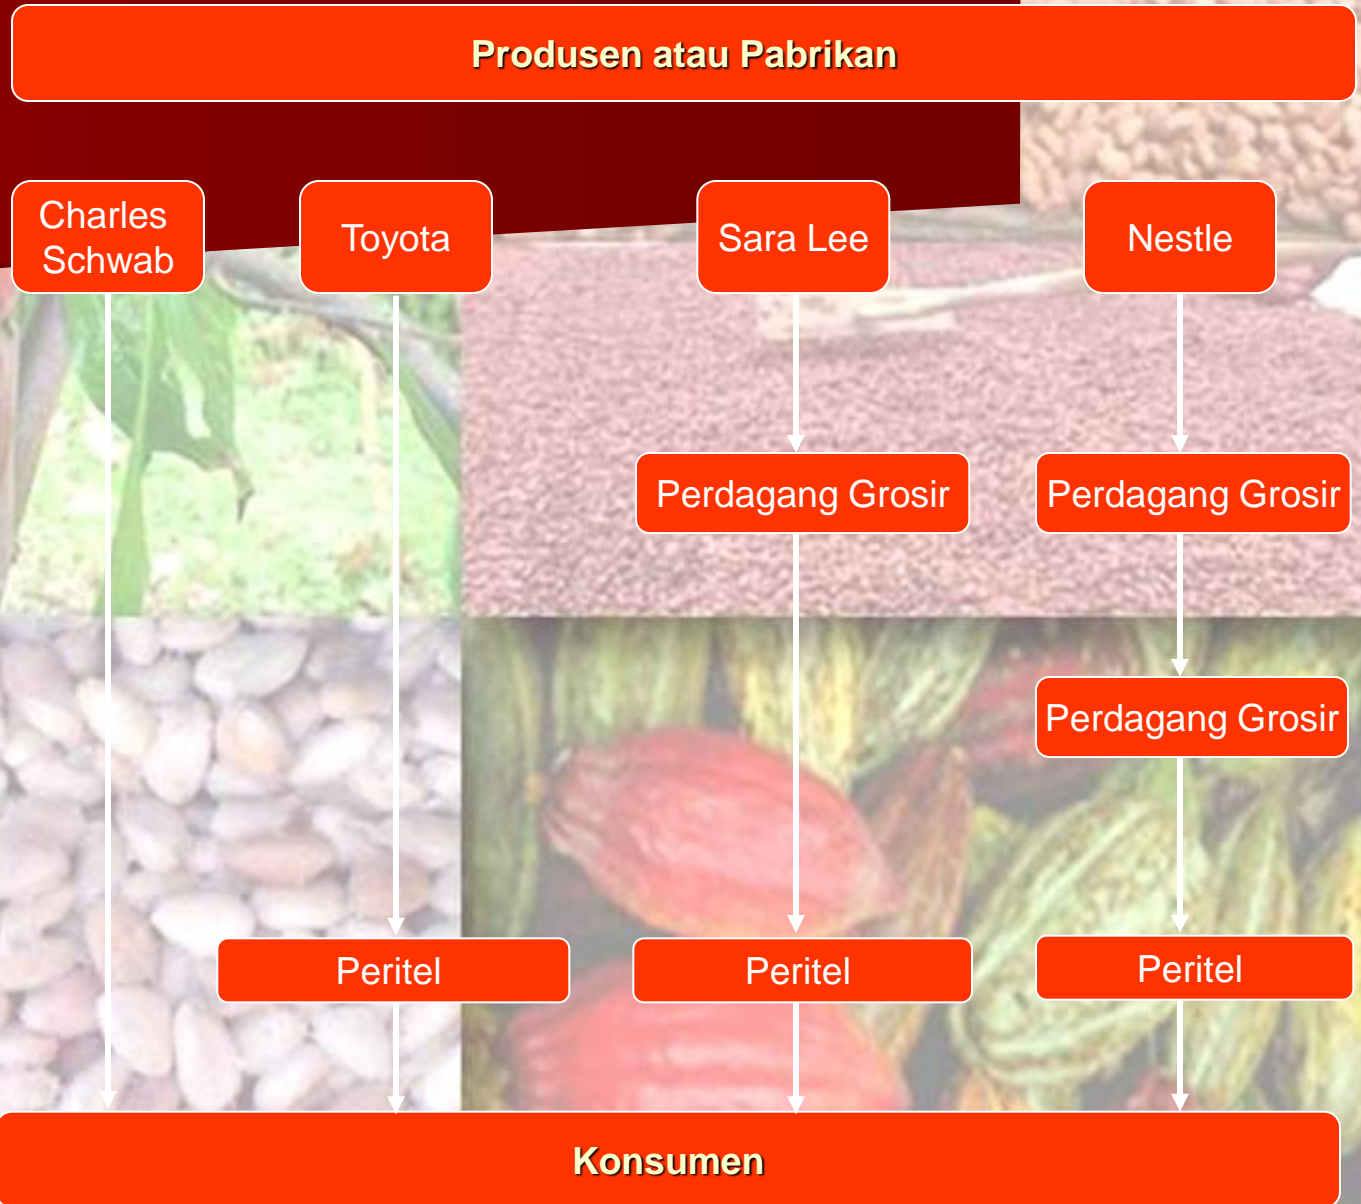 Produsen atau Pabrikan
Charles
Schwab
Toyota
Sara Lee
Nestle
Perdagang Grosir
Perdagang Grosir
Perdagang Grosir
Peritel
Peritel
Peritel
Konsumen